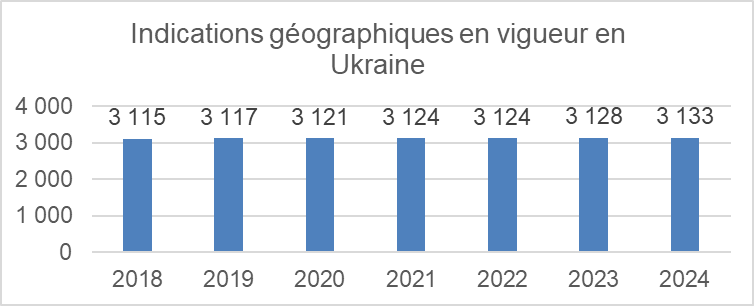 Indications géographiques en vigueur en
Ukraine
4 000
3 115 3 117 3 121 3 124 3 124 3 128 3 133
3 000
2 000
1 000
0
2018 2019 2020 2021 2022 2023 2024